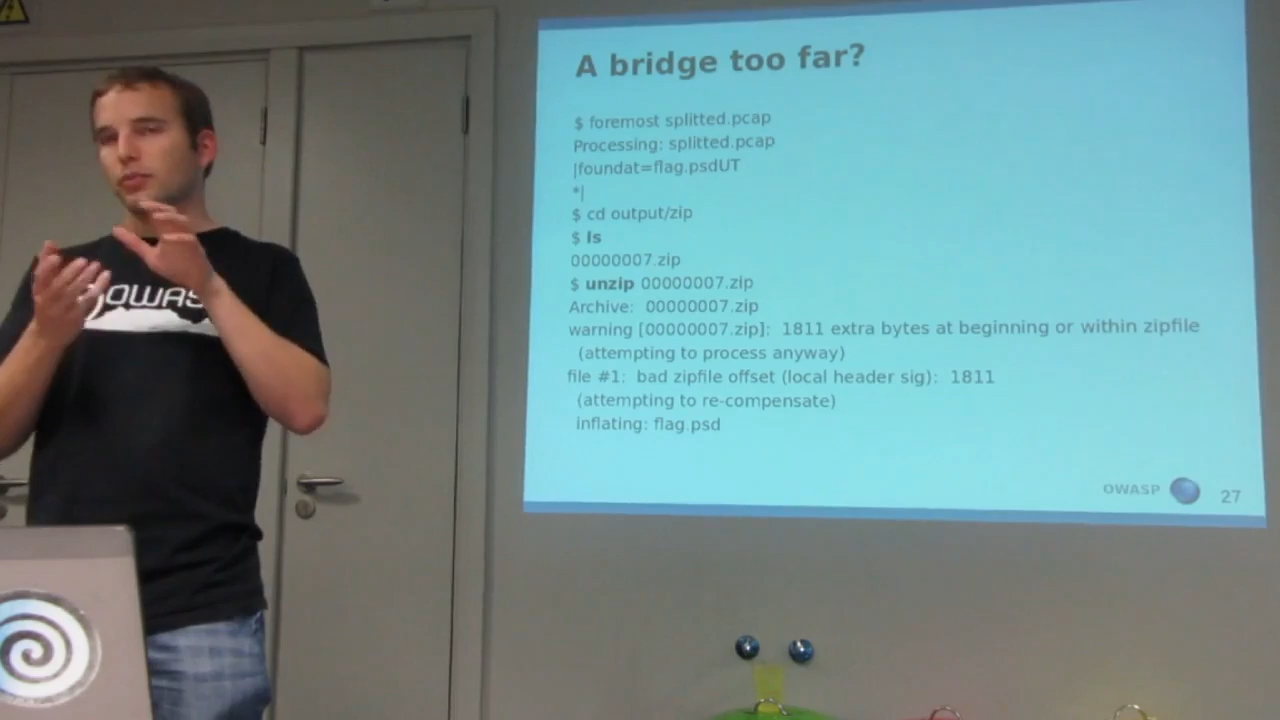 A bridge too far?
$ foremost splitted.pcap
Processing: splitted.pcap
|foundat=flag.psdUT
*|
$ cd output/zip
$ ls
00000007.zip
$ unzip 00000007.zip
Archive:  00000007.zip
warning [00000007.zip]:  1811 extra bytes at beginning or within zipfile
(attempting to process anyway)
file #1:  bad zipfile offset (local header sig):  1811
(attempting to re-compensate)
inflating: flag.psd
OWASP
27
OWAS